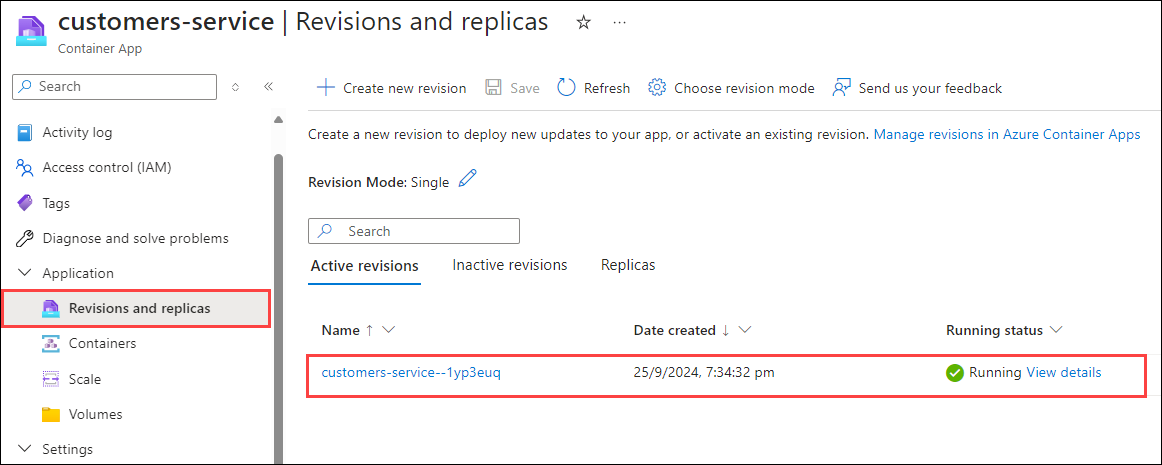 customers-service | Revisions and replicas
Container App
Search
Create new revision
Save
Refresh
Choose revision mode
Send us your feedback
Activity log
Access control (IAM)
Tags
Diagnose and solve problems
Application
Revisions and replicas
Containers
Scale
Volumes
Settings
Create a new revision to deploy new updates to your app, or activate an existing revision. Manage revisions in Azure Container Apps
Revision Mode: Single
Search
Active revisions Inactive revisions Replicas
Name Date created Running status
customers-service--1yp3euq 25/9/2024, 7:34:32 pm Running View details